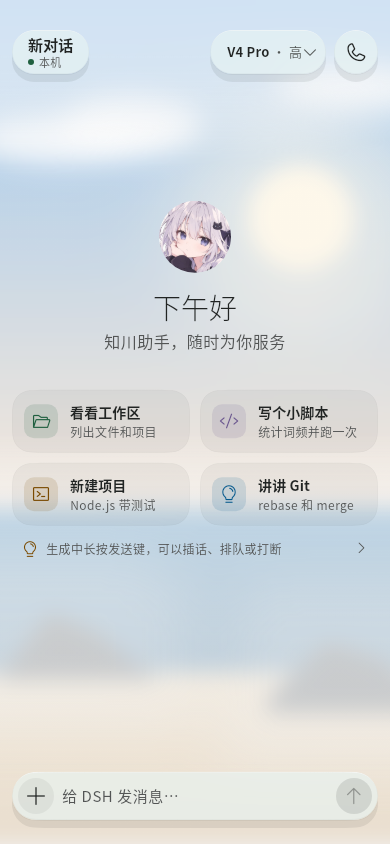 新对话
本机
V4 Pro · 高
下午好
知川助手，随时为你服务
看看工作区
列出文件和项目
写个小脚本
统计词频并跑一次
新建项目
Node.js 带测试
讲讲 Git
rebase 和 merge
生成中长按发送键，可以插话、排队或打断
给 DSH 发消息…